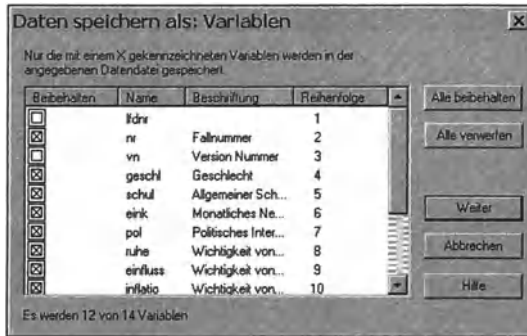 Daten speichern als: Variablen
Nur die mit einem X gekennzeichneten Variablen werden in der
angegebenen Datendatei gespeichert.
Beibehalten Name Beschriftung Reihenfolge
lfdnr 1
nr Fallnummer 2
vn Version Nummer 3
geschl Geschlecht 4
schul Allgemeiner Sch... 5
eink Monatliches Ne... 6
pol Politisches Inter... 7
ruhe Wichtigkeit von... 8
einfluss Wichtigkeit von... 9
inflatio Wichtigkeit von... 10
Alle beibehalten
Alle verwerfen
Weiter
Abbrechen
Hilfe
Es werden 12 von 14 Variablen